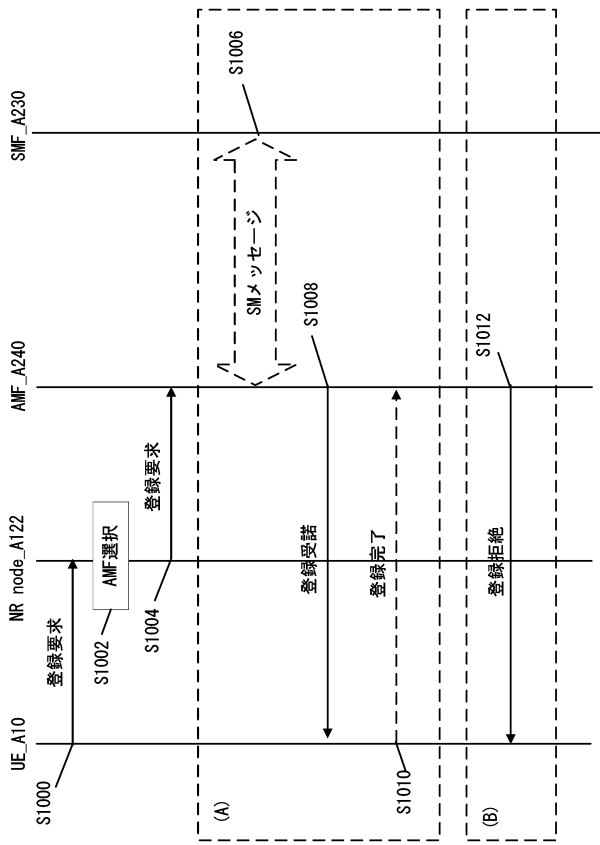 UE_A10
NR node_A122
AMF_A240
SMF_A230
S1000
登録要求
S1002
AMF選択
S1004
登録要求
(A)
SMメッセージ
S1006
登録受諾
S1008
登録完了
S1010
(B)
登録拒絶
S1012